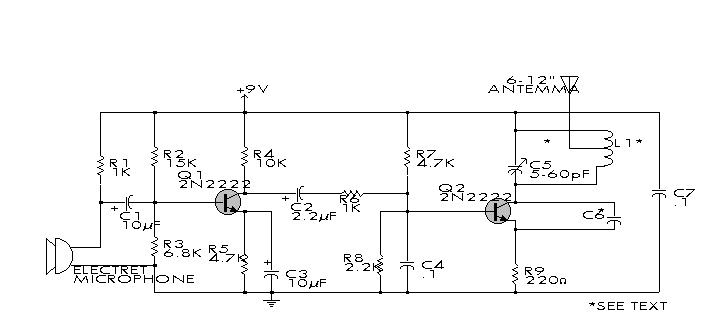 6-12"
ANTEMMA
+9V
R1
1K
R2
15K
Q1
2N2222
R4
10K
R7
4.7K
*
L1*
C5
5-60pF
Q2
2N2222
C7
.1
+
C1
10µF
+
C2
2.2µF
R6
1K
C6*
R3
6.8K
R5
4.7K
+
C3
10µF
R8
2.2K
C4
.1
R9
220Ω
ELECTRET
MICROPHONE
*SEE TEXT